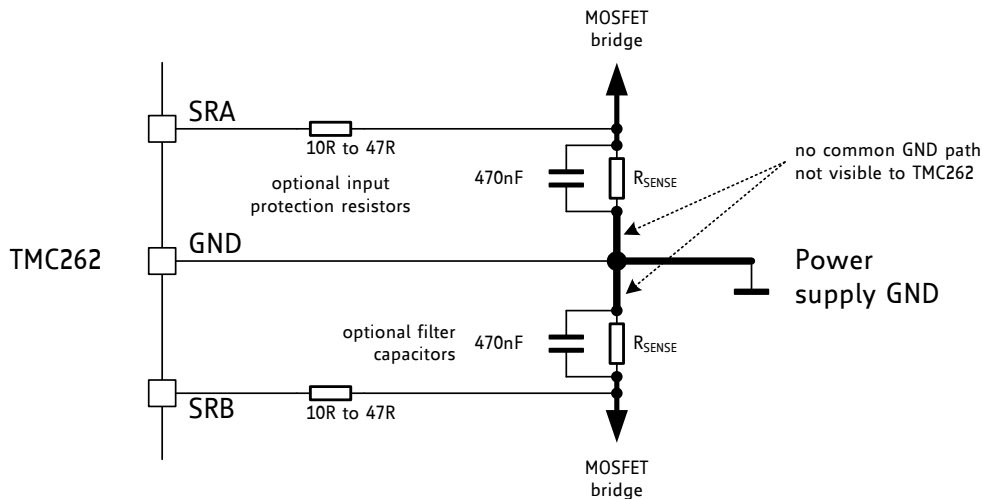 MOSFET
bridge
SRA
10R to 47R
470nF
RSENSE
no common GND path
not visible to TMC262
optional input
protection resistors
GND
TMC262
Power
supply GND
optional filter
capacitors
470nF
RSENSE
SRB
10R to 47R
MOSFET
bridge